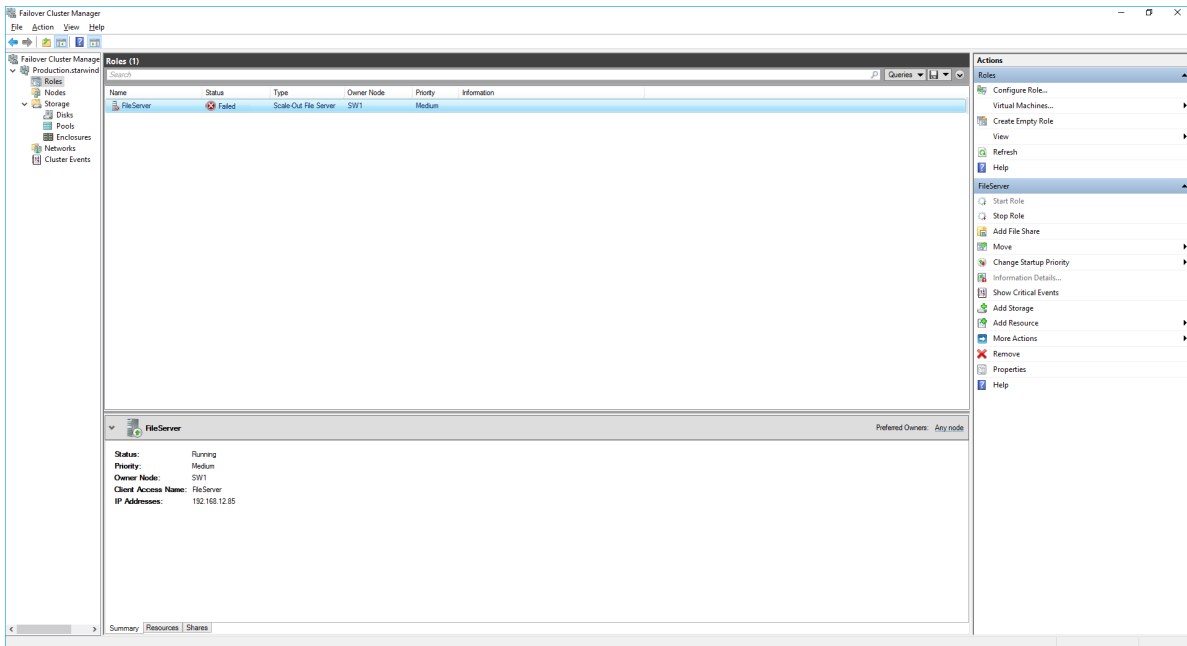 Failover Cluster Manager
File Action View Help
Failover Cluster Manage
Production.starwind
Roles
Nodes
Storage
Disks
Pools
Enclosures
Networks
Cluster Events
Roles (1)
Search
Queries
Name Status Type Owner Node Priority Information
FileServer Failed Scale-Out File Server SW1 Medium
FileServer
Preferred Owners: Any node
Status: Running
Priority: Medium
Owner Node: SW1
Client Access Name: FileServer
IP Addresses: 192.168.12.85
Summary Resources Shares
Actions
Roles
Configure Role...
Virtual Machines...
Create Empty Role
View
Refresh
Help
FileServer
Start Role
Stop Role
Add File Share
Move
Change Startup Priority
Information Details...
Show Critical Events
Add Storage
Add Resource
More Actions
Remove
Properties
Help